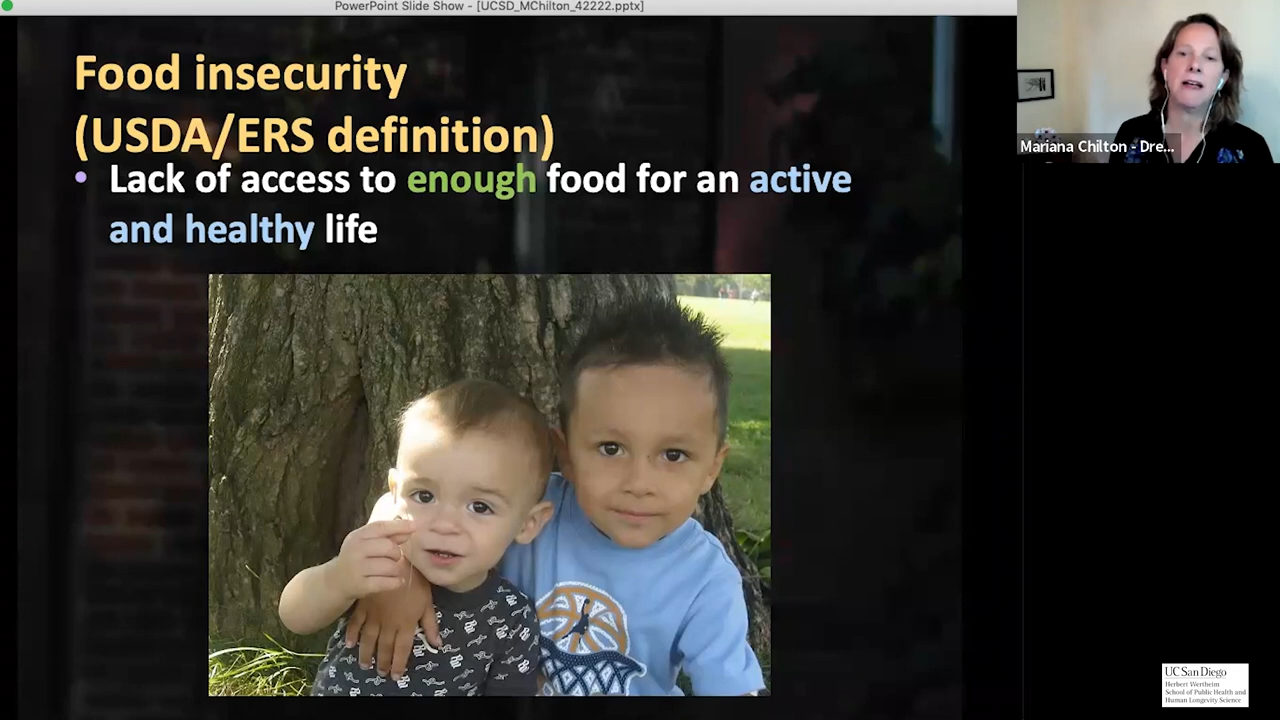 PowerPoint Slide Show - [UCSD_MChilton_42222.pptx]
Food insecurity
(USDA/ERS definition)
• Lack of access to enough food for an active
and healthy life
Mariana Chilton - Dre...
UC San Diego
Herbert Wertheim
School of Public Health and
Human Longevity Science